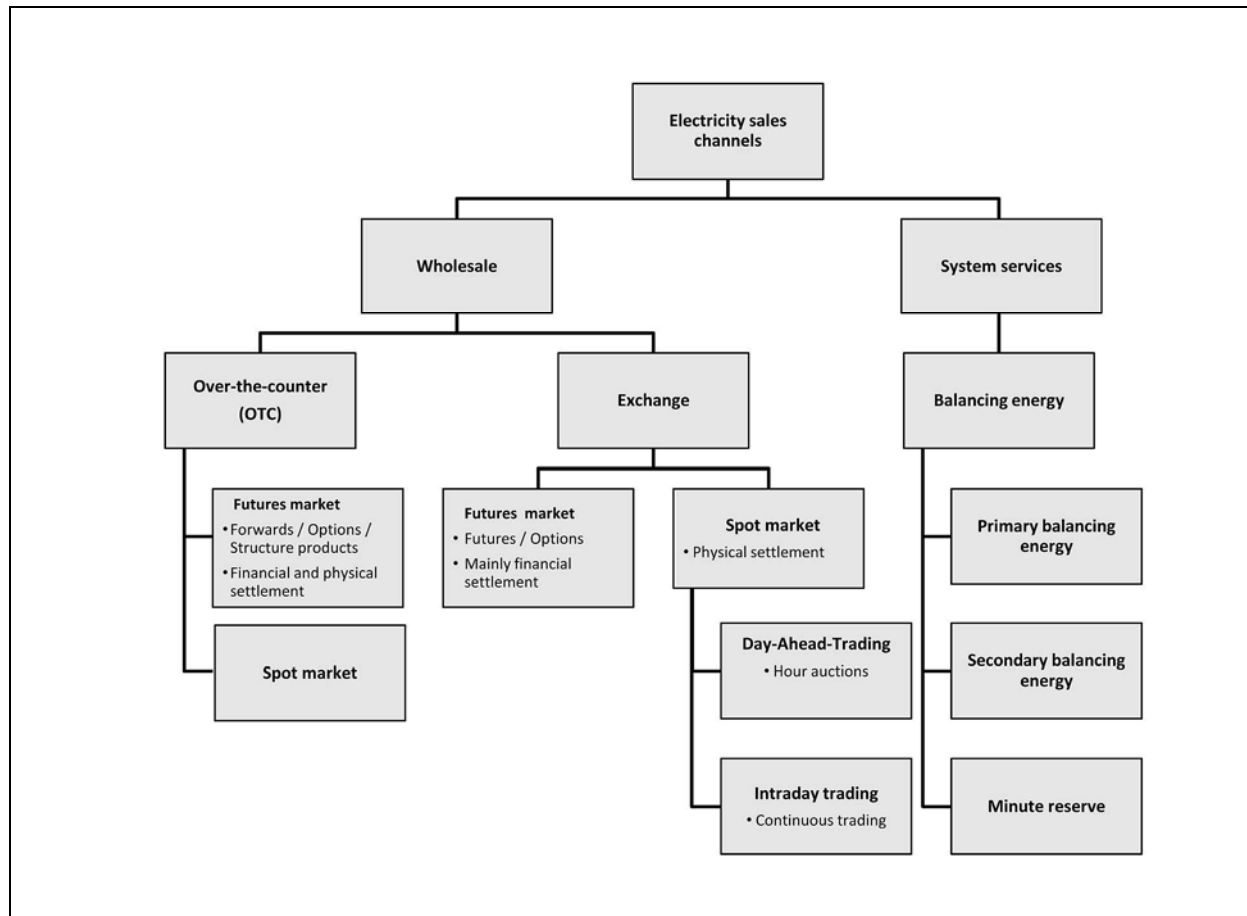 Electricity sales
channels
Wholesale
System services
Over-the-counter
(OTC)
Exchange
Balancing energy
Futures market
• Forwards / Options /
Structure products
• Financial and physical
settlement
Spot market
Futures market
• Futures / Options
• Mainly financial
settlement
Spot market
• Physical settlement
Day-Ahead-Trading
• Hour auctions
Intraday trading
• Continuous trading
Primary balancing
energy
Secondary balancing
energy
Minute reserve